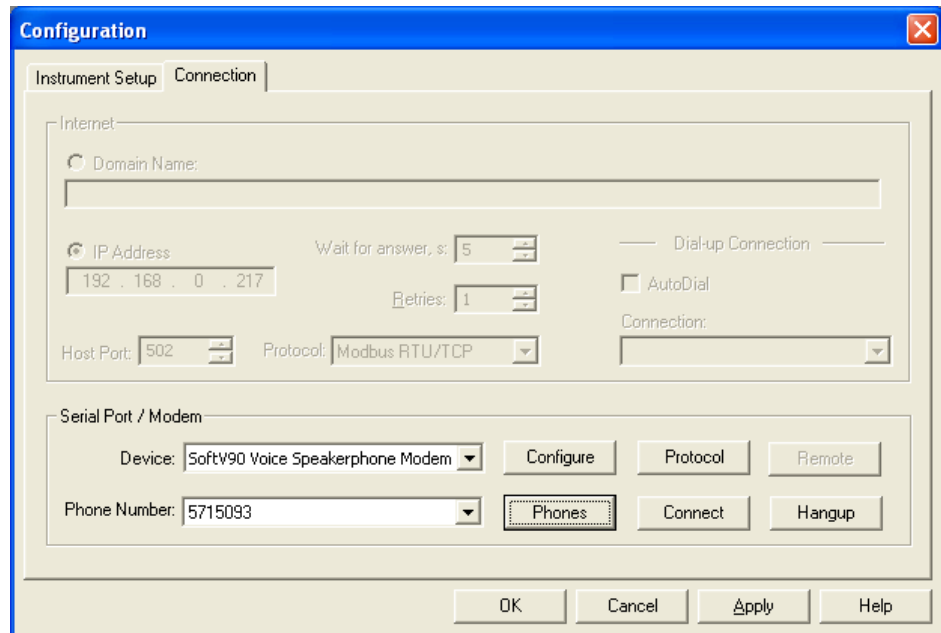 Configuration
Instrument Setup Connection
Internet
Domain Name:
IP Address Wait for answer, s: 5 Dial-up Connection
192 . 168 . 0 . 217 AutoDial
Retries: 1
Connection:
Host Port: 502 Protocol: Modbus RTU/TCP
Serial Port / Modem
Device: SoftV90 Voice Speakerphone Modem Configure Protocol Remote
Phone Number: 5715093 Phones Connect Hangup
OK Cancel Apply Help